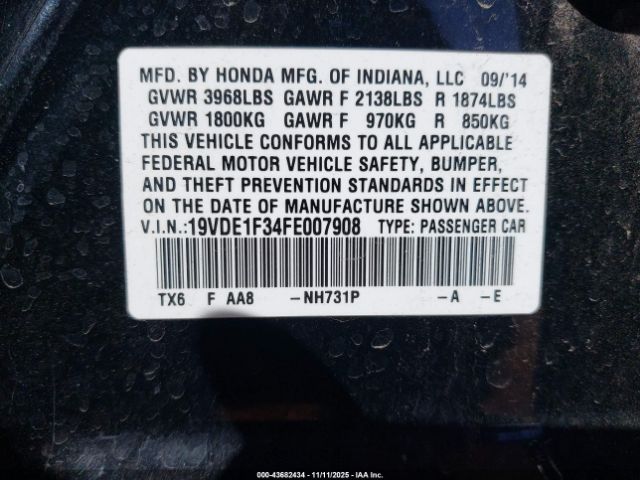 MFD. BY HONDA MFG. OF INDIANA, LLC 09/'14
GVWR 3968LBS GAWR F 2138LBS R 1874LBS
GVWR 1800KG GAWR F 970KG R 850KG
THIS VEHICLE CONFORMS TO ALL APPLICABLE
FEDERAL MOTOR VEHICLE SAFETY, BUMPER,
AND THEFT PREVENTION STANDARDS IN EFFECT
ON THE DATE OF MANUFACTURE SHOWN ABOVE.
V.I.N.:19VDE1F34FE007908 TYPE: PASSENGER CAR
TX6 F AA8 –NH731P –A –E
000-43682434 - 11/11/2025 - IAA Inc.